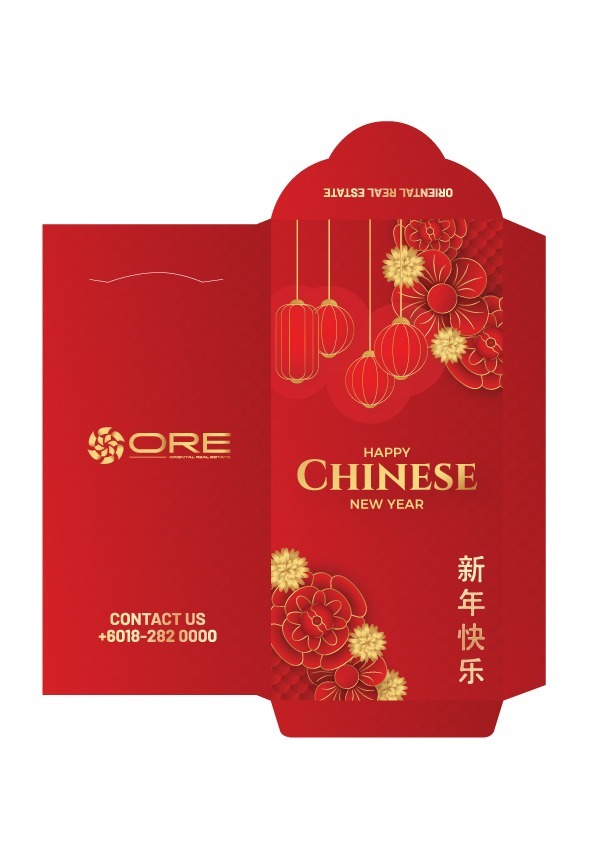 ORIENTAL REAL ESTATE
ORE
ORIENTAL REAL ESTATE
HAPPY
CHINESE
NEW YEAR
新年快乐
CONTACT US
+6018-282 0000